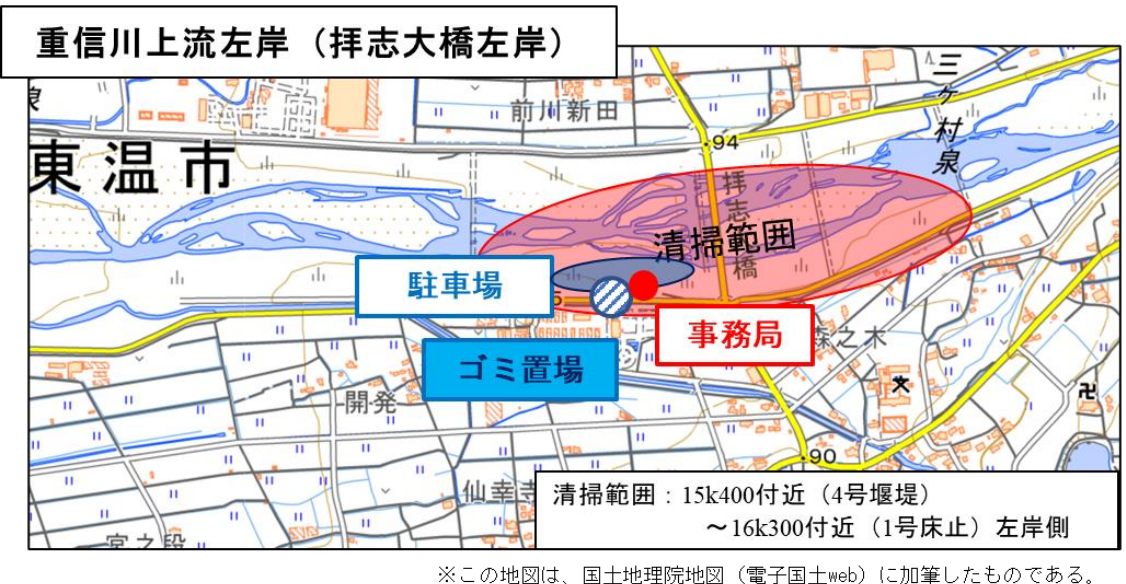 重信川上流左岸（拝志大橋左岸）
三ヶ村泉
泉
前川新田
94
東温市
拝志
清掃範囲
橋
駐車場
事務局
森之木
ゴミ置場
開発
90
仙幸寺
宮之段
清掃範囲：15k400付近（4号堰堤）
～16k300付近（1号床止）左岸側
※この地図は、国土地理院地図（電子国土web）に加筆したものである。